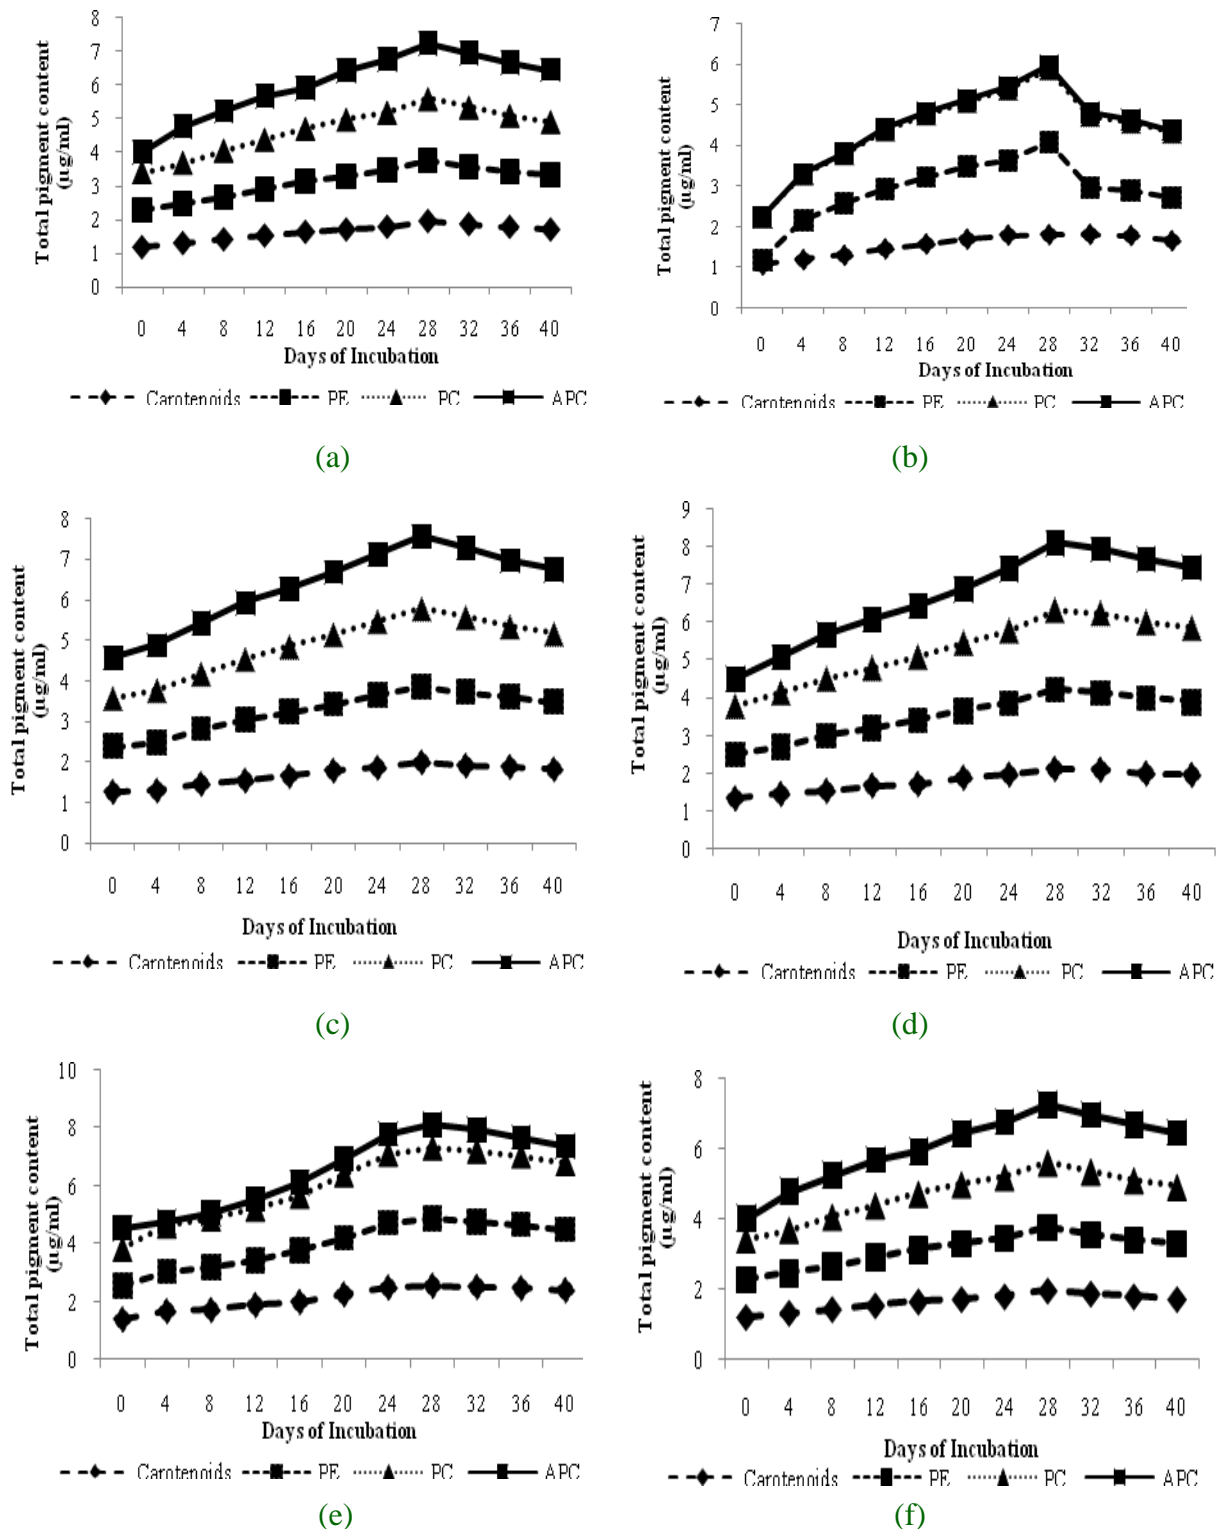 8
7
6
5
4
3
2
1
0
Total pigment content
(µg/ml)
0 4 8 12 16 20 24 28 32 36 40
Days of Incubation
Carotenoids PE PC APC
(a)
7
6
5
4
3
2
1
0
Total pigment content
(µg/ml)
0 4 8 12 16 20 24 28 32 36 40
Days of Incubation
Carotenoids PE PC APC
(b)
8
7
6
5
4
3
2
1
0
Total pigment content
(µg/ml)
0 4 8 12 16 20 24 28 32 36 40
Days of Incubation
Carotenoids PE PC APC
(c)
9
8
7
6
5
4
3
2
1
0
Total pigment content
(µg/ml)
0 4 8 12 16 20 24 28 32 36 40
Days of Incubation
Carotenoids PE PC APC
(d)
10
8
6
4
2
0
Total pigment content
(µg/ml)
0 4 8 12 16 20 24 28 32 36 40
Days of Incubation
Carotenoids PE PC APC
(e)
8
6
4
2
0
Total pigment content
(µg/ml)
0 4 8 12 16 20 24 28 32 36 40
Days of Incubation
Carotenoids PE PC APC
(f)